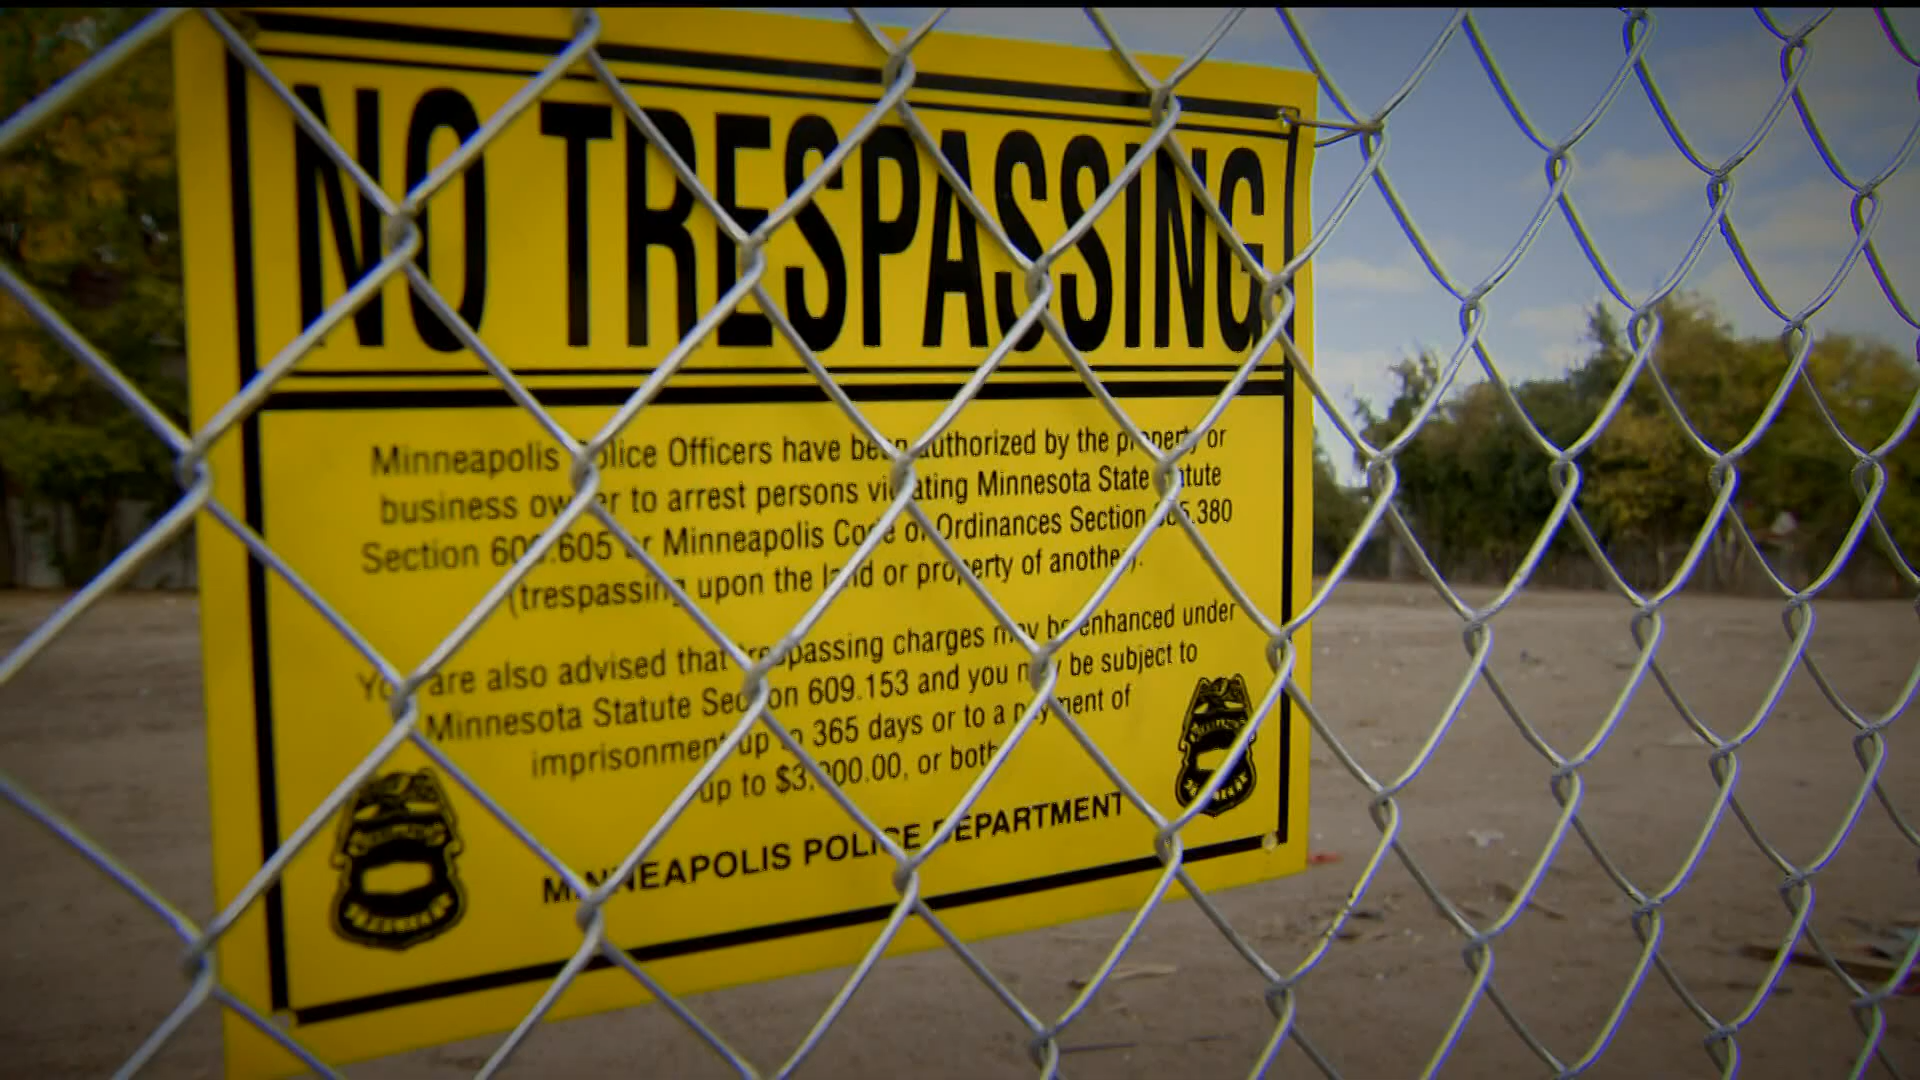 NO TRESPASSING
Minneapolis Police Officers have been authorized by the property or
business owner to arrest persons violating Minnesota State Statute
Section 609.605 or Minneapolis Code of Ordinances Section 385.380
(trespassing upon the land or property of another).
You are also advised that trespassing charges may be enhanced under
Minnesota Statute Section 609.153 and you may be subject to
imprisonment up to 365 days or to a payment of
up to $3,000.00, or both.
MINNEAPOLIS POLICE DEPARTMENT